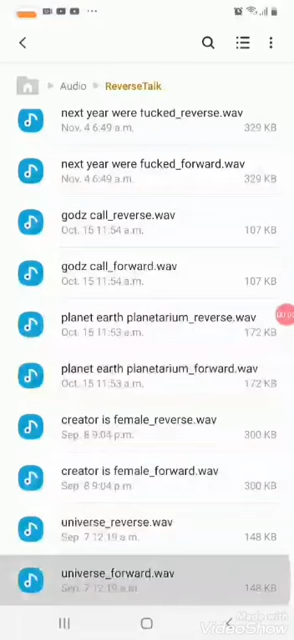 Audio
ReverseTalk
next year were fucked_reverse.wav
Nov. 4 6:49 a.m. 329 KB
next year were fucked_forward.wav
Nov. 4 6:49 a.m. 329 KB
godz call_reverse.wav
Oct. 15 11:54 a.m. 107 KB
godz call_forward.wav
Oct. 15 11:54 a.m. 107 KB
planet earth planetarium_reverse.wav
Oct. 15 11:53 a.m. 172 KB
planet earth planetarium_forward.wav
Oct. 15 11:53 a.m. 172 KB
creator is female_reverse.wav
Sep. 8 9:04 p.m. 300 KB
creator is female_forward.wav
Sep. 8 9:04 p.m. 300 KB
universe_reverse.wav
Sep. 7 12:19 a.m. 148 KB
universe_forward.wav
Sep. 7 12:19 a.m. 148 KB
Made with
VideoShow